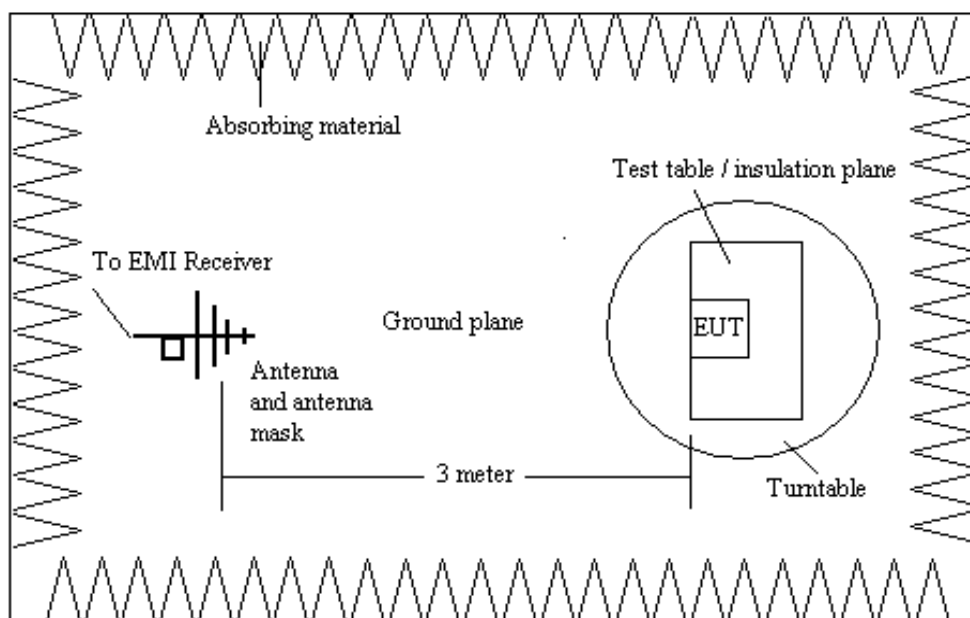 Absorbing material
Test table / insulation plane
To EMI Receiver
Ground plane
EUT
Antenna
and antenna
mask
3 meter
Turntable